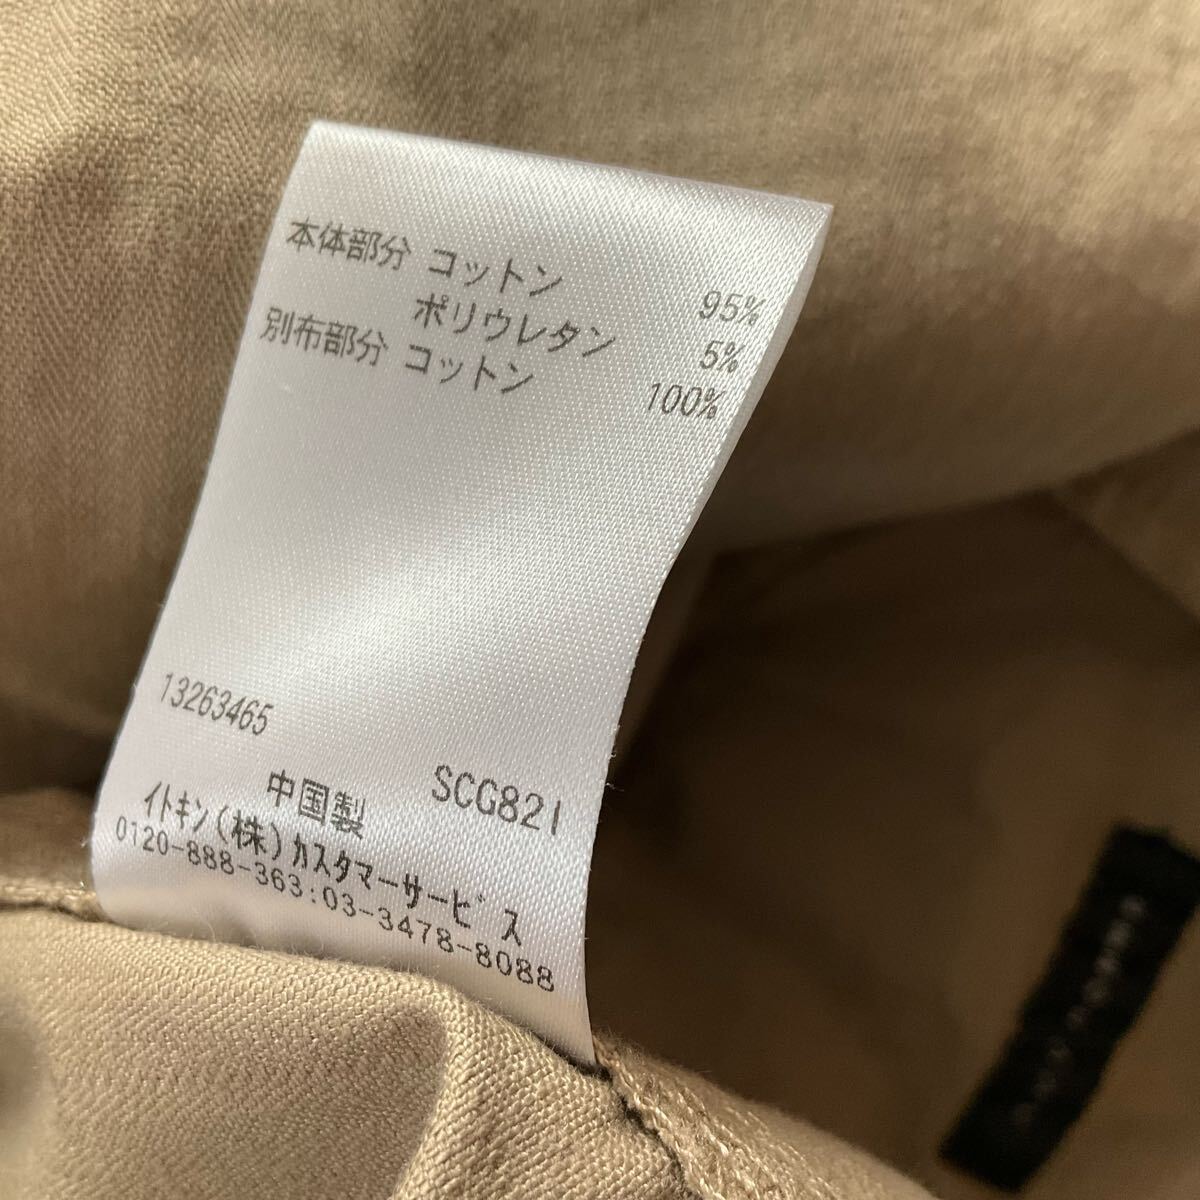 本体部分 コットン 95%
ポリウレタン 5%
別布部分 コットン 100%
13263465
中国製 SCG821
イトキン(株)カスタマーサービス
0120-888-363:03-3478-8088